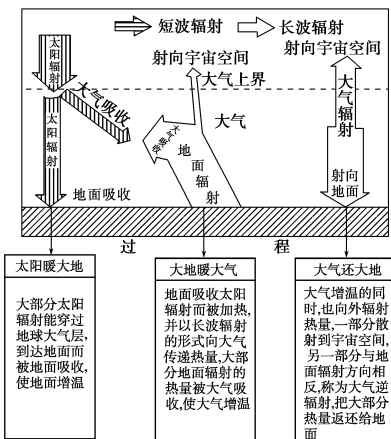 短波辐射 长波辐射
射向宇宙空间
射向宇宙空间
太阳辐射
大气上界
大气吸收
大气
大气辐射
太阳辐射
大气吸收
地面辐射
射向地面
地面吸收
过 程
太阳暖大地
大部分太阳
辐射能穿过
地球大气层,
到达地面而
被地面吸收,
使地面增温
大地暖大气
地面吸收太阳
辐射而被加热,
并以长波辐射
的形式向大气
传递热量,大部
分地面辐射的
热量被大气吸
收,使大气增温
大气还大地
大气增温的同
时,也向外辐射
热量,一部分散
射到宇宙空间,
另一部分与地
面辐射方向相
反,称为大气逆
辐射,把大部分
热量返还给地
面